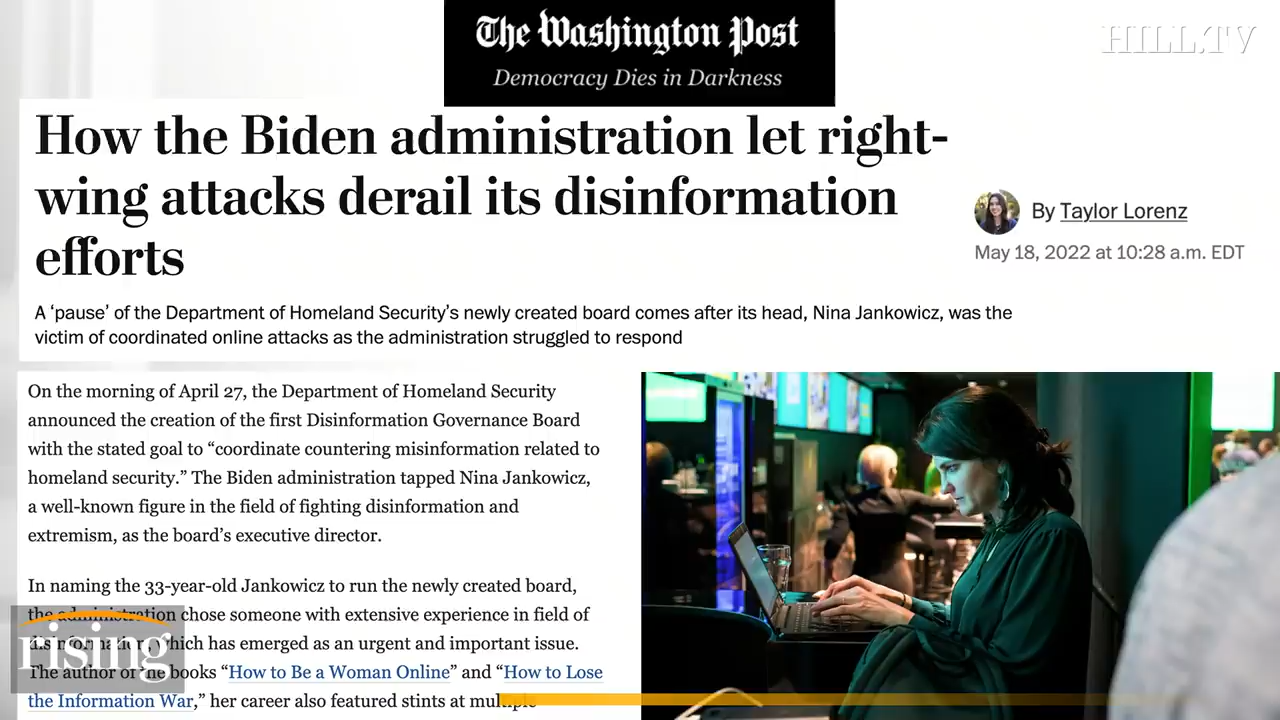 The Washington Post
Democracy Dies in Darkness
HILL.TV
How the Biden administration let right-
wing attacks derail its disinformation
efforts
By Taylor Lorenz
May 18, 2022 at 10:28 a.m. EDT
A ‘pause’ of the Department of Homeland Security’s newly created board comes after its head, Nina Jankowicz, was the
victim of coordinated online attacks as the administration struggled to respond
On the morning of April 27, the Department of Homeland Security
announced the creation of the first Disinformation Governance Board
with the stated goal to “coordinate countering misinformation related to
homeland security.” The Biden administration tapped Nina Jankowicz,
a well-known figure in the field of fighting disinformation and
extremism, as the board’s executive director.
In naming the 33-year-old Jankowicz to run the newly created board,
the administration chose someone with extensive experience in field of
disinformation, which has emerged as an urgent and important issue.
The author of the books “How to Be a Woman Online” and “How to Lose
the Information War,” her career also featured stints at multiple
rising